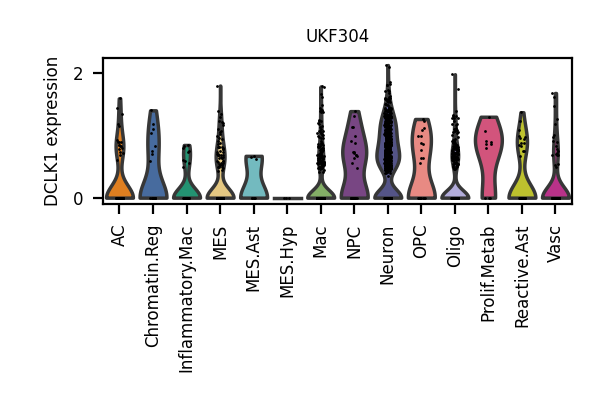 UKF304
DCLK1 expression
2
0
AC
Chromatin.Reg
Inflammatory.Mac
MES
MES.Ast
MES.Hyp
Mac
NPC
Neuron
OPC
Oligo
Prolif.Metab
Reactive.Ast
Vasc